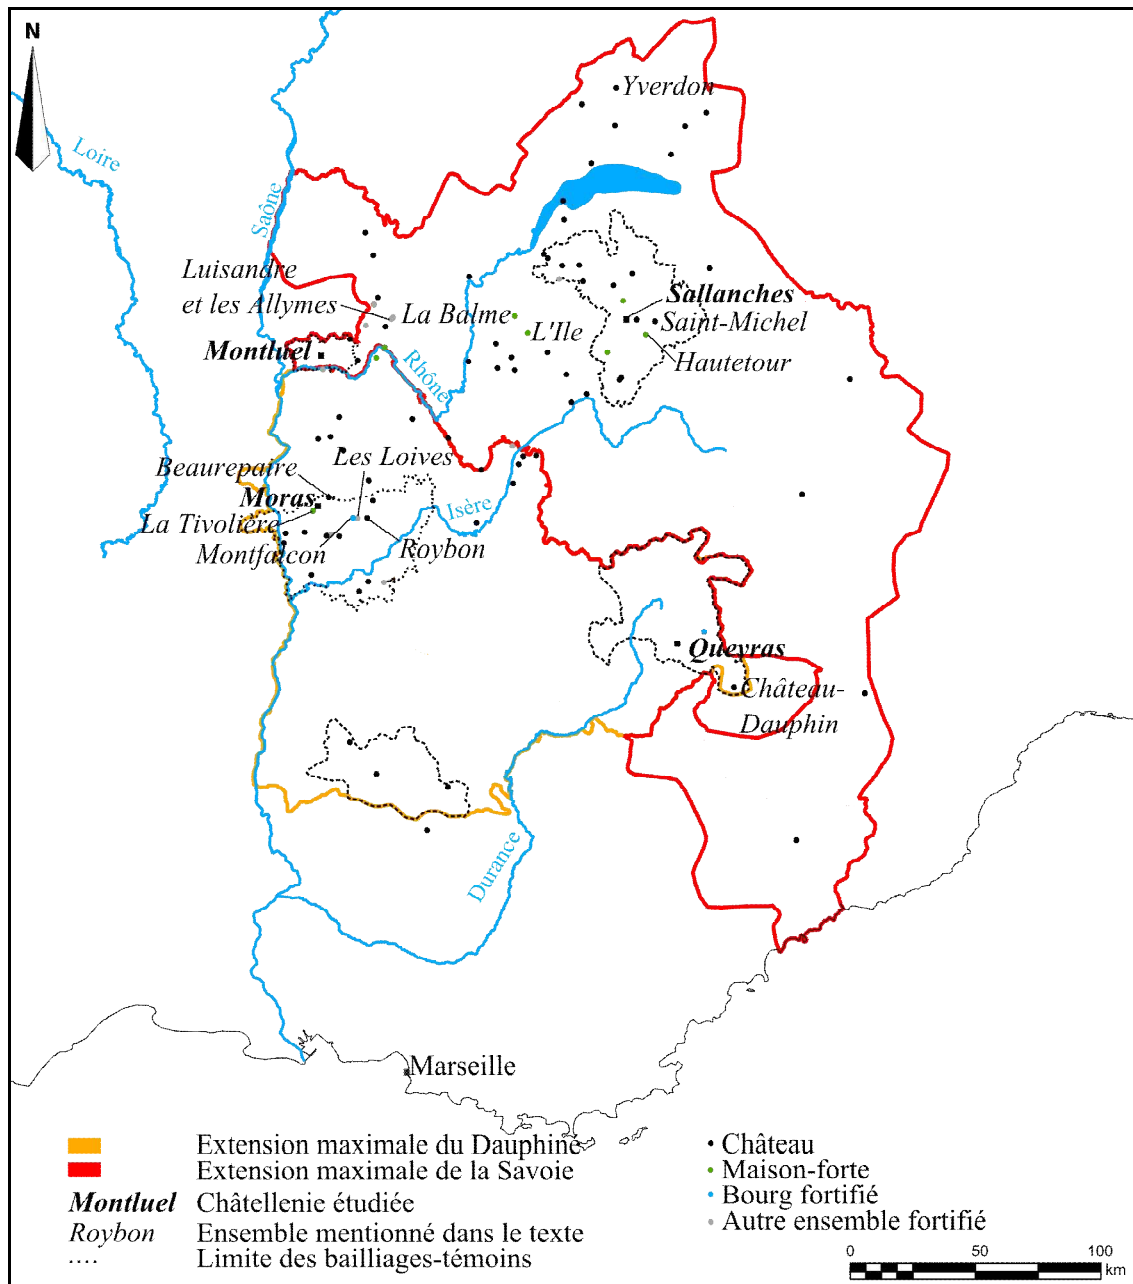 N
Yverdon
Loire
Saône
Luisandre
et les Allymes
La Balme
Sallanches
Saint-Michel
L'Ile
Hautetour
Montluel
Rhône
Les Loives
Beaurepaire
Moras
La Tivolière
Isère
Montfalcon
Roybon
Queyras
Château-
Dauphin
Durance
Marseille
Extension maximale du Dauphiné
Extension maximale de la Savoie
Montluel Châtellenie étudiée
Roybon Ensemble mentionné dans le texte
.... Limite des bailliages-témoins
Château
Maison-forte
Bourg fortifié
Autre ensemble fortifié
0 50 100
km